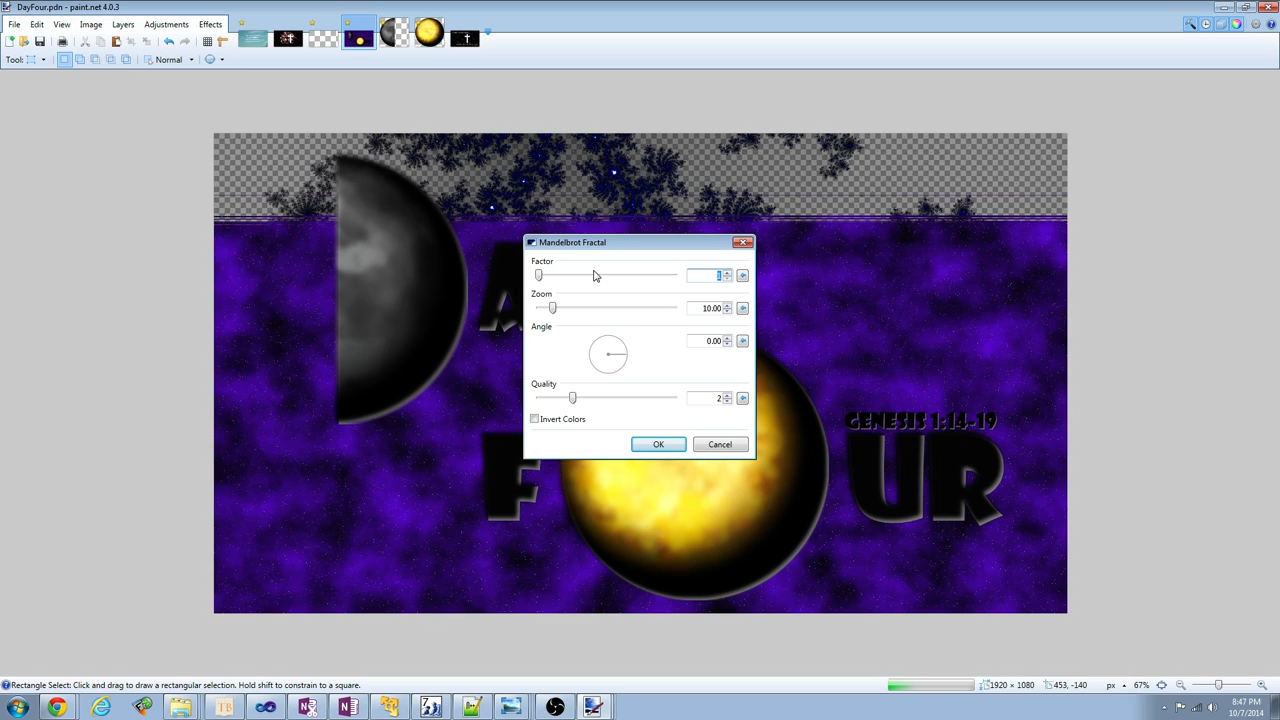 DayFour.pdn - paint.net 4.0.3
File Edit View Image Layers Adjustments Effects
Tool: Normal
Mandelbrot Fractal
Factor
1
Zoom
10.00
Angle
0.00
Quality
2
Invert Colors
OK Cancel
GENESIS 1:14-19
F UR
Rectangle Select: Click and drag to draw a rectangular selection. Hold shift to constrain to a square.
1920 × 1080 453, -140 px 67%
TB
8:47 PM
10/7/2014